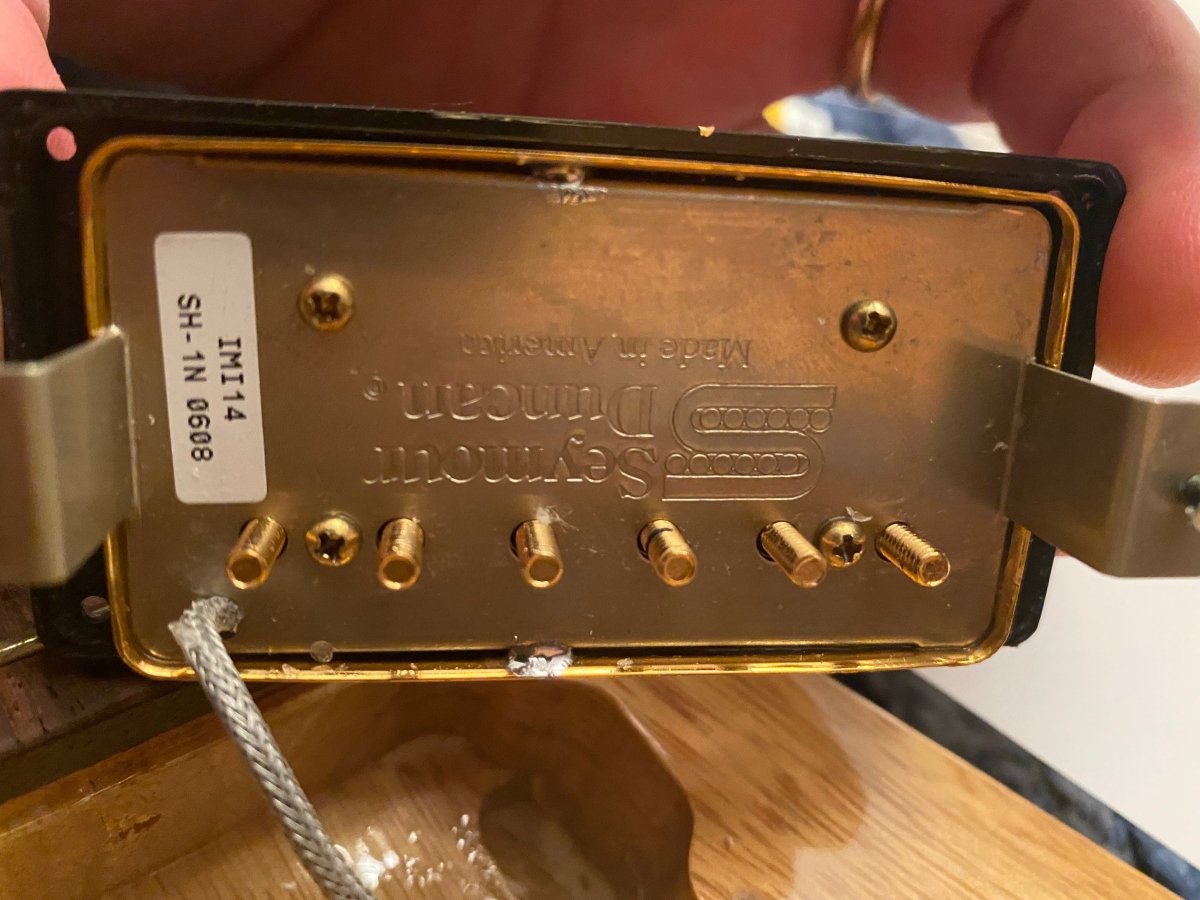 IMI14
SH-1N 0608
Seymour
Duncan®
Made in America